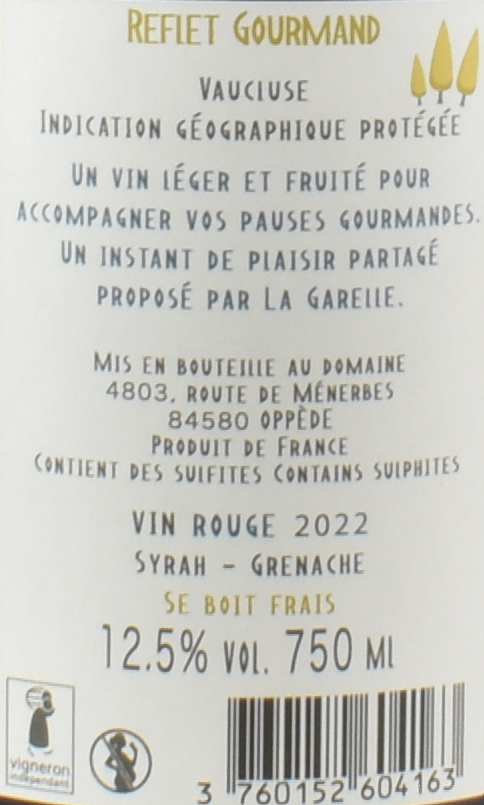 REFLET GOURMAND
VAUCLUSE
INDICATION GÉOGRAPHIQUE PROTÉGÉE
UN VIN LÉGER ET FRUITÉ POUR
ACCOMPAGNER VOS PAUSES GOURMANDES.
UN INSTANT DE PLAISIR PARTAGÉ
PROPOSÉ PAR LA GARELLE.
MIS EN BOUTEILLE AU DOMAINE
4803, ROUTE DE MÉNERBES
84580 OPPÈDE
PRODUIT DE FRANCE
CONTIENT DES SULFITES CONTAINS SULPHITES
VIN ROUGE 2022
SYRAH - GRENACHE
SE BOIT FRAIS
12.5% VOL. 750 ML
vigneron
indépendant
3 760152 604163